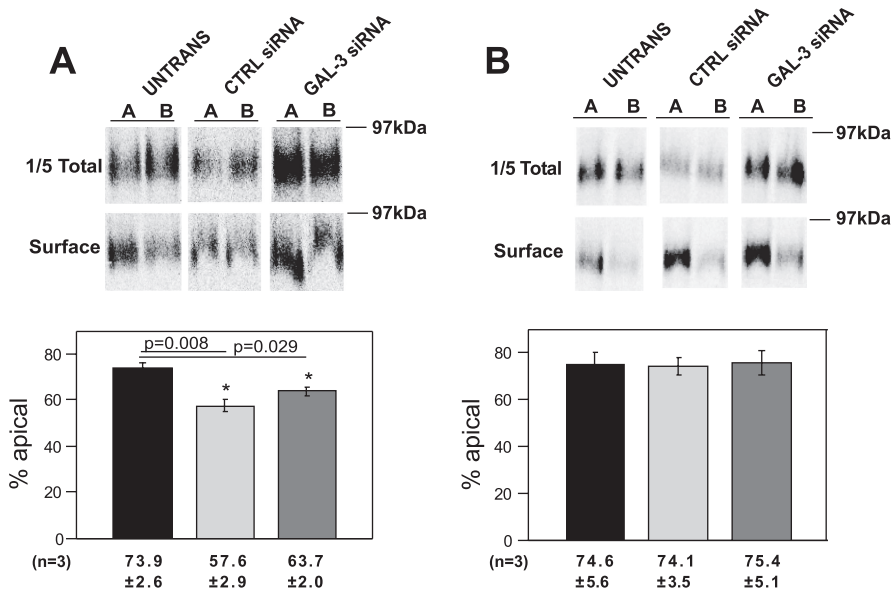 A
UNTRANS
CTRL siRNA
GAL-3 siRNA
A B A B A B
97kDa
1/5 Total
97kDa
Surface
% apical
80
60
40
20
0
p=0.008
p=0.029
*
*
(n=3) 73.9 57.6 63.7
±2.6 ±2.9 ±2.0
B
UNTRANS
CTRL siRNA
GAL-3 siRNA
A B A B A B
97kDa
1/5 Total
97kDa
Surface
% apical
80
60
40
20
0
(n=3) 74.6 74.1 75.4
±5.6 ±3.5 ±5.1